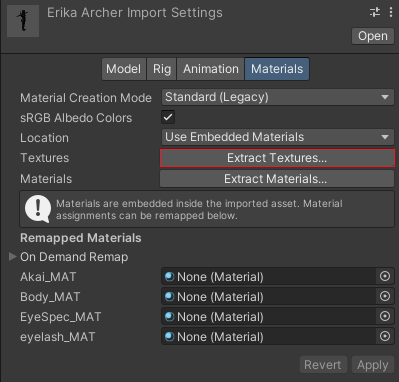 Erika Archer Import Settings
Open
Model Rig Animation Materials
Material Creation Mode Standard (Legacy)
sRGB Albedo Colors
Location Use Embedded Materials
Textures Extract Textures...
Materials Extract Materials...
Materials are embedded inside the imported asset. Material
assignments can be remapped below.
Remapped Materials
On Demand Remap
Akai_MAT None (Material)
Body_MAT None (Material)
EyeSpec_MAT None (Material)
eyelash_MAT None (Material)
Revert Apply